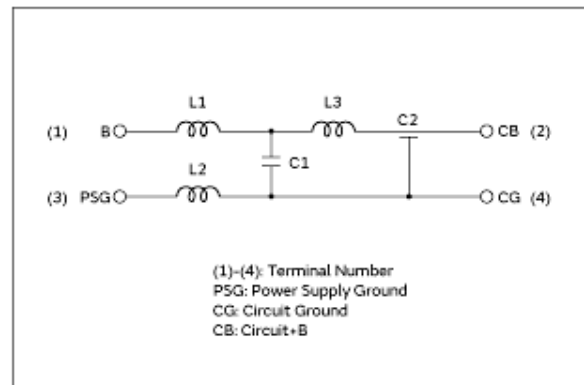 L1 L3 C2
(1) B CB (2)
C1
L2
(3) PSG CG (4)
(1)-(4): Terminal Number
PSG: Power Supply Ground
CG: Circuit Ground
CB: Circuit+B